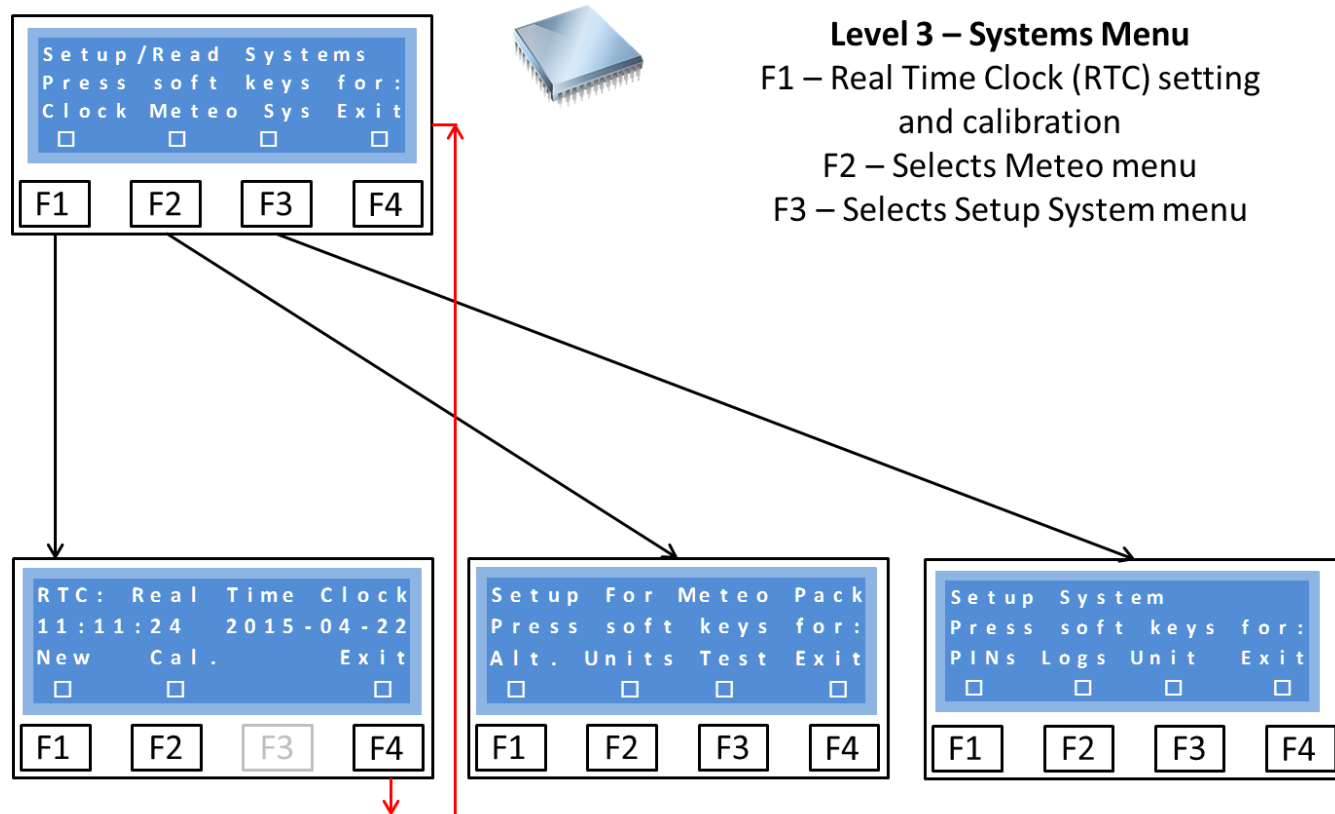 Setup/Read Systems
Press soft keys for:
Clock Meteo Sys Exit
F1 F2 F3 F4
Level 3 – Systems Menu
F1 – Real Time Clock (RTC) setting
and calibration
F2 – Selects Meteo menu
F3 – Selects Setup System menu
RTC: Real Time Clock
11:11:24 2015-04-22
New Cal. Exit
F1 F2 F3 F4
Setup For Meteo Pack
Press soft keys for:
Alt. Units Test Exit
F1 F2 F3 F4
Setup System
Press soft keys for:
PINs Logs Unit Exit
F1 F2 F3 F4